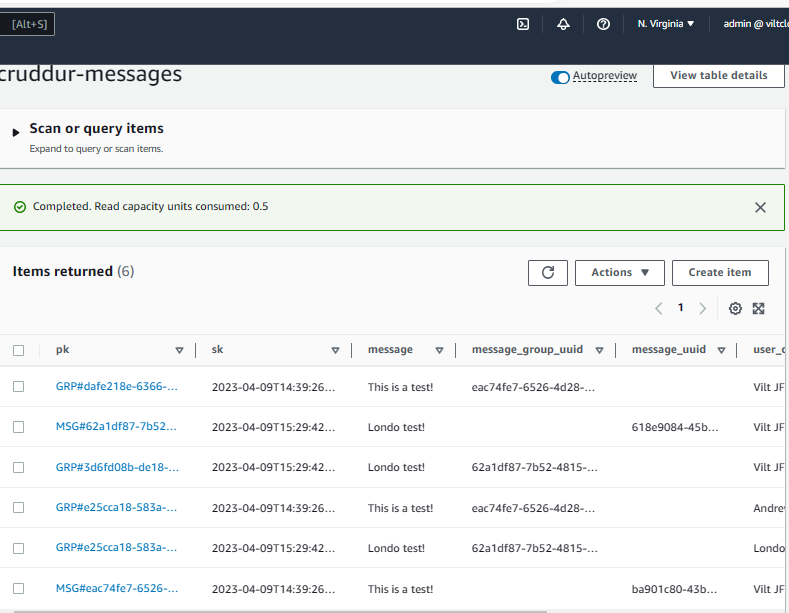 [Alt+S] N. Virginia admin @ viltcle
cruddur-messages Autopreview View table details
Scan or query items
Expand to query or scan items.
Completed. Read capacity units consumed: 0.5
Items returned (6) Actions Create item
1
pk sk message message_group_uuid message_uuid user_
GRP#dafe218e-6366-... 2023-04-09T14:39:26... This is a test! eac74fe7-6526-4d28-... Vilt JF
MSG#62a1df87-7b52... 2023-04-09T15:29:42... Londo test! 618e9084-45b... Vilt JF
GRP#3d6fd08b-de18-... 2023-04-09T15:29:42... Londo test! 62a1df87-7b52-4815-... Vilt JF
GRP#e25cca18-583a-... 2023-04-09T14:39:26... This is a test! eac74fe7-6526-4d28-... Andre
GRP#e25cca18-583a-... 2023-04-09T15:29:42... Londo test! 62a1df87-7b52-4815-... Londo
MSG#eac74fe7-6526-... 2023-04-09T14:39:26... This is a test! ba901c80-43b... Vilt JF